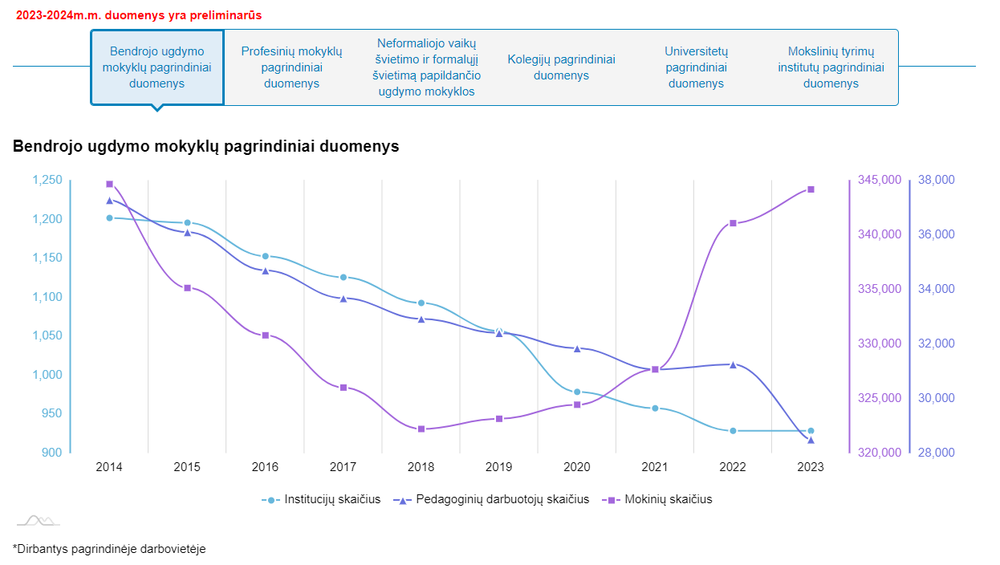 2023-2024m.m. duomenys yra preliminarūs
Bendrojo ugdymo
mokyklų pagrindiniai
duomenys
Profesinių mokyklų
pagrindiniai
duomenys
Neformaliojo vaikų
švietimo ir formalųjį
švietimą papildančio
ugdymo mokyklos
Kolegijų pagrindiniai
duomenys
Universitetų
pagrindiniai
duomenys
Mokslinių tyrimų
institutų pagrindiniai
duomenys
Bendrojo ugdymo mokyklų pagrindiniai duomenys
1,250
1,200
1,150
1,100
1,050
1,000
950
900
345,000
340,000
335,000
330,000
325,000
320,000
38,000
36,000
34,000
32,000
30,000
28,000
2014 2015 2016 2017 2018 2019 2020 2021 2022 2023
Institucijų skaičius Pedagoginių darbuotojų skaičius Mokinių skaičius
*Dirbantys pagrindinėje darbovietėje